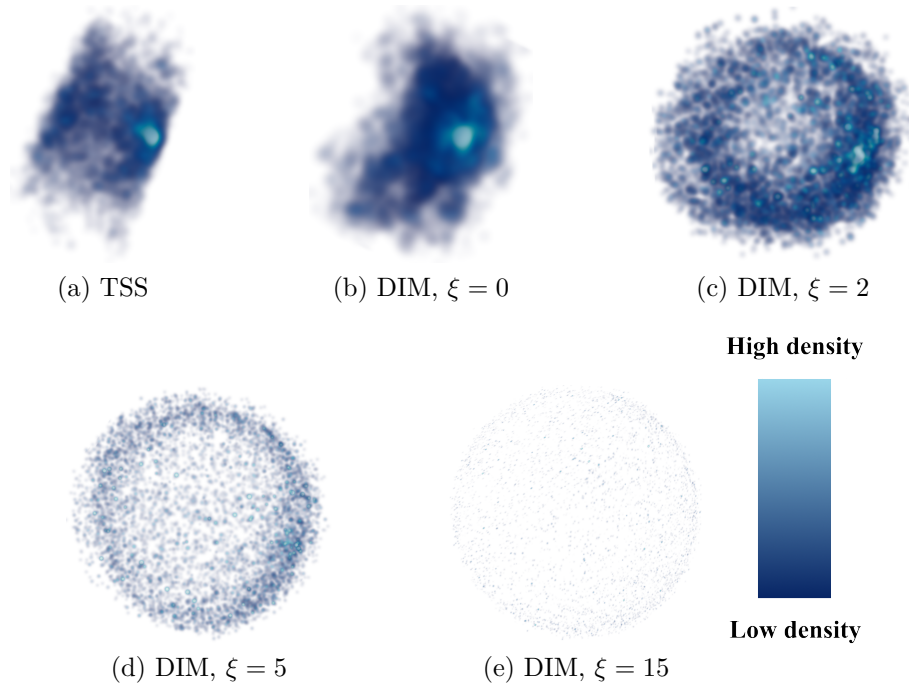 (a) TSS
(b) DIM, ξ = 0
(c) DIM, ξ = 2
High density
Low density
(d) DIM, ξ = 5
(e) DIM, ξ = 15